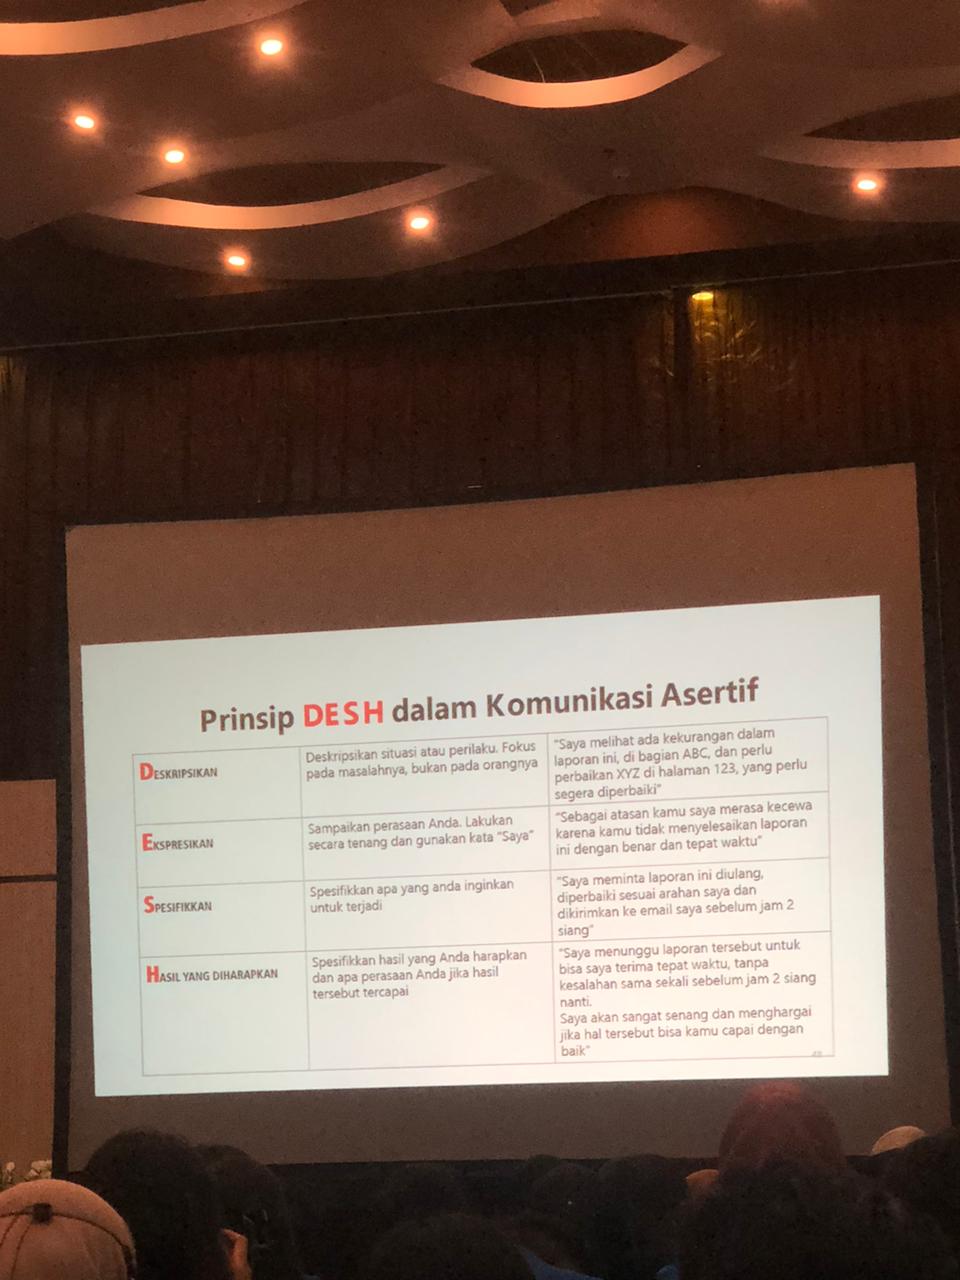 Prinsip DESH dalam Komunikasi Asertif
DESKRIPSIKAN
Deskripsikan situasi atau perilaku. Fokus
pada masalahnya, bukan pada orangnya
“Saya melihat ada kekurangan dalam
laporan ini, di bagian ABC, dan perlu
perbaikan XYZ di halaman 123, yang perlu
segera diperbaiki”
EKSPRESIKAN
Sampaikan perasaan Anda. Lakukan
secara tenang dan gunakan kata “Saya”
“Sebagai atasan kamu saya merasa kecewa
karena kamu tidak menyelesaikan laporan
ini dengan benar dan tepat waktu”
SPESIFIKKAN
Spesifikkan apa yang anda inginkan
untuk terjadi
“Saya meminta laporan ini diulang,
diperbaiki sesuai arahan saya dan
dikirimkan ke email saya sebelum jam 2
siang”
HASIL YANG DIHARAPKAN
Spesifikkan hasil yang Anda harapkan
dan apa perasaan Anda jika hasil
tersebut tercapai
“Saya menunggu laporan tersebut untuk
bisa saya terima tepat waktu, tanpa
kesalahan sama sekali sebelum jam 2 siang
nanti.
Saya akan sangat senang dan menghargai
jika hal tersebut bisa kamu capai dengan
baik”